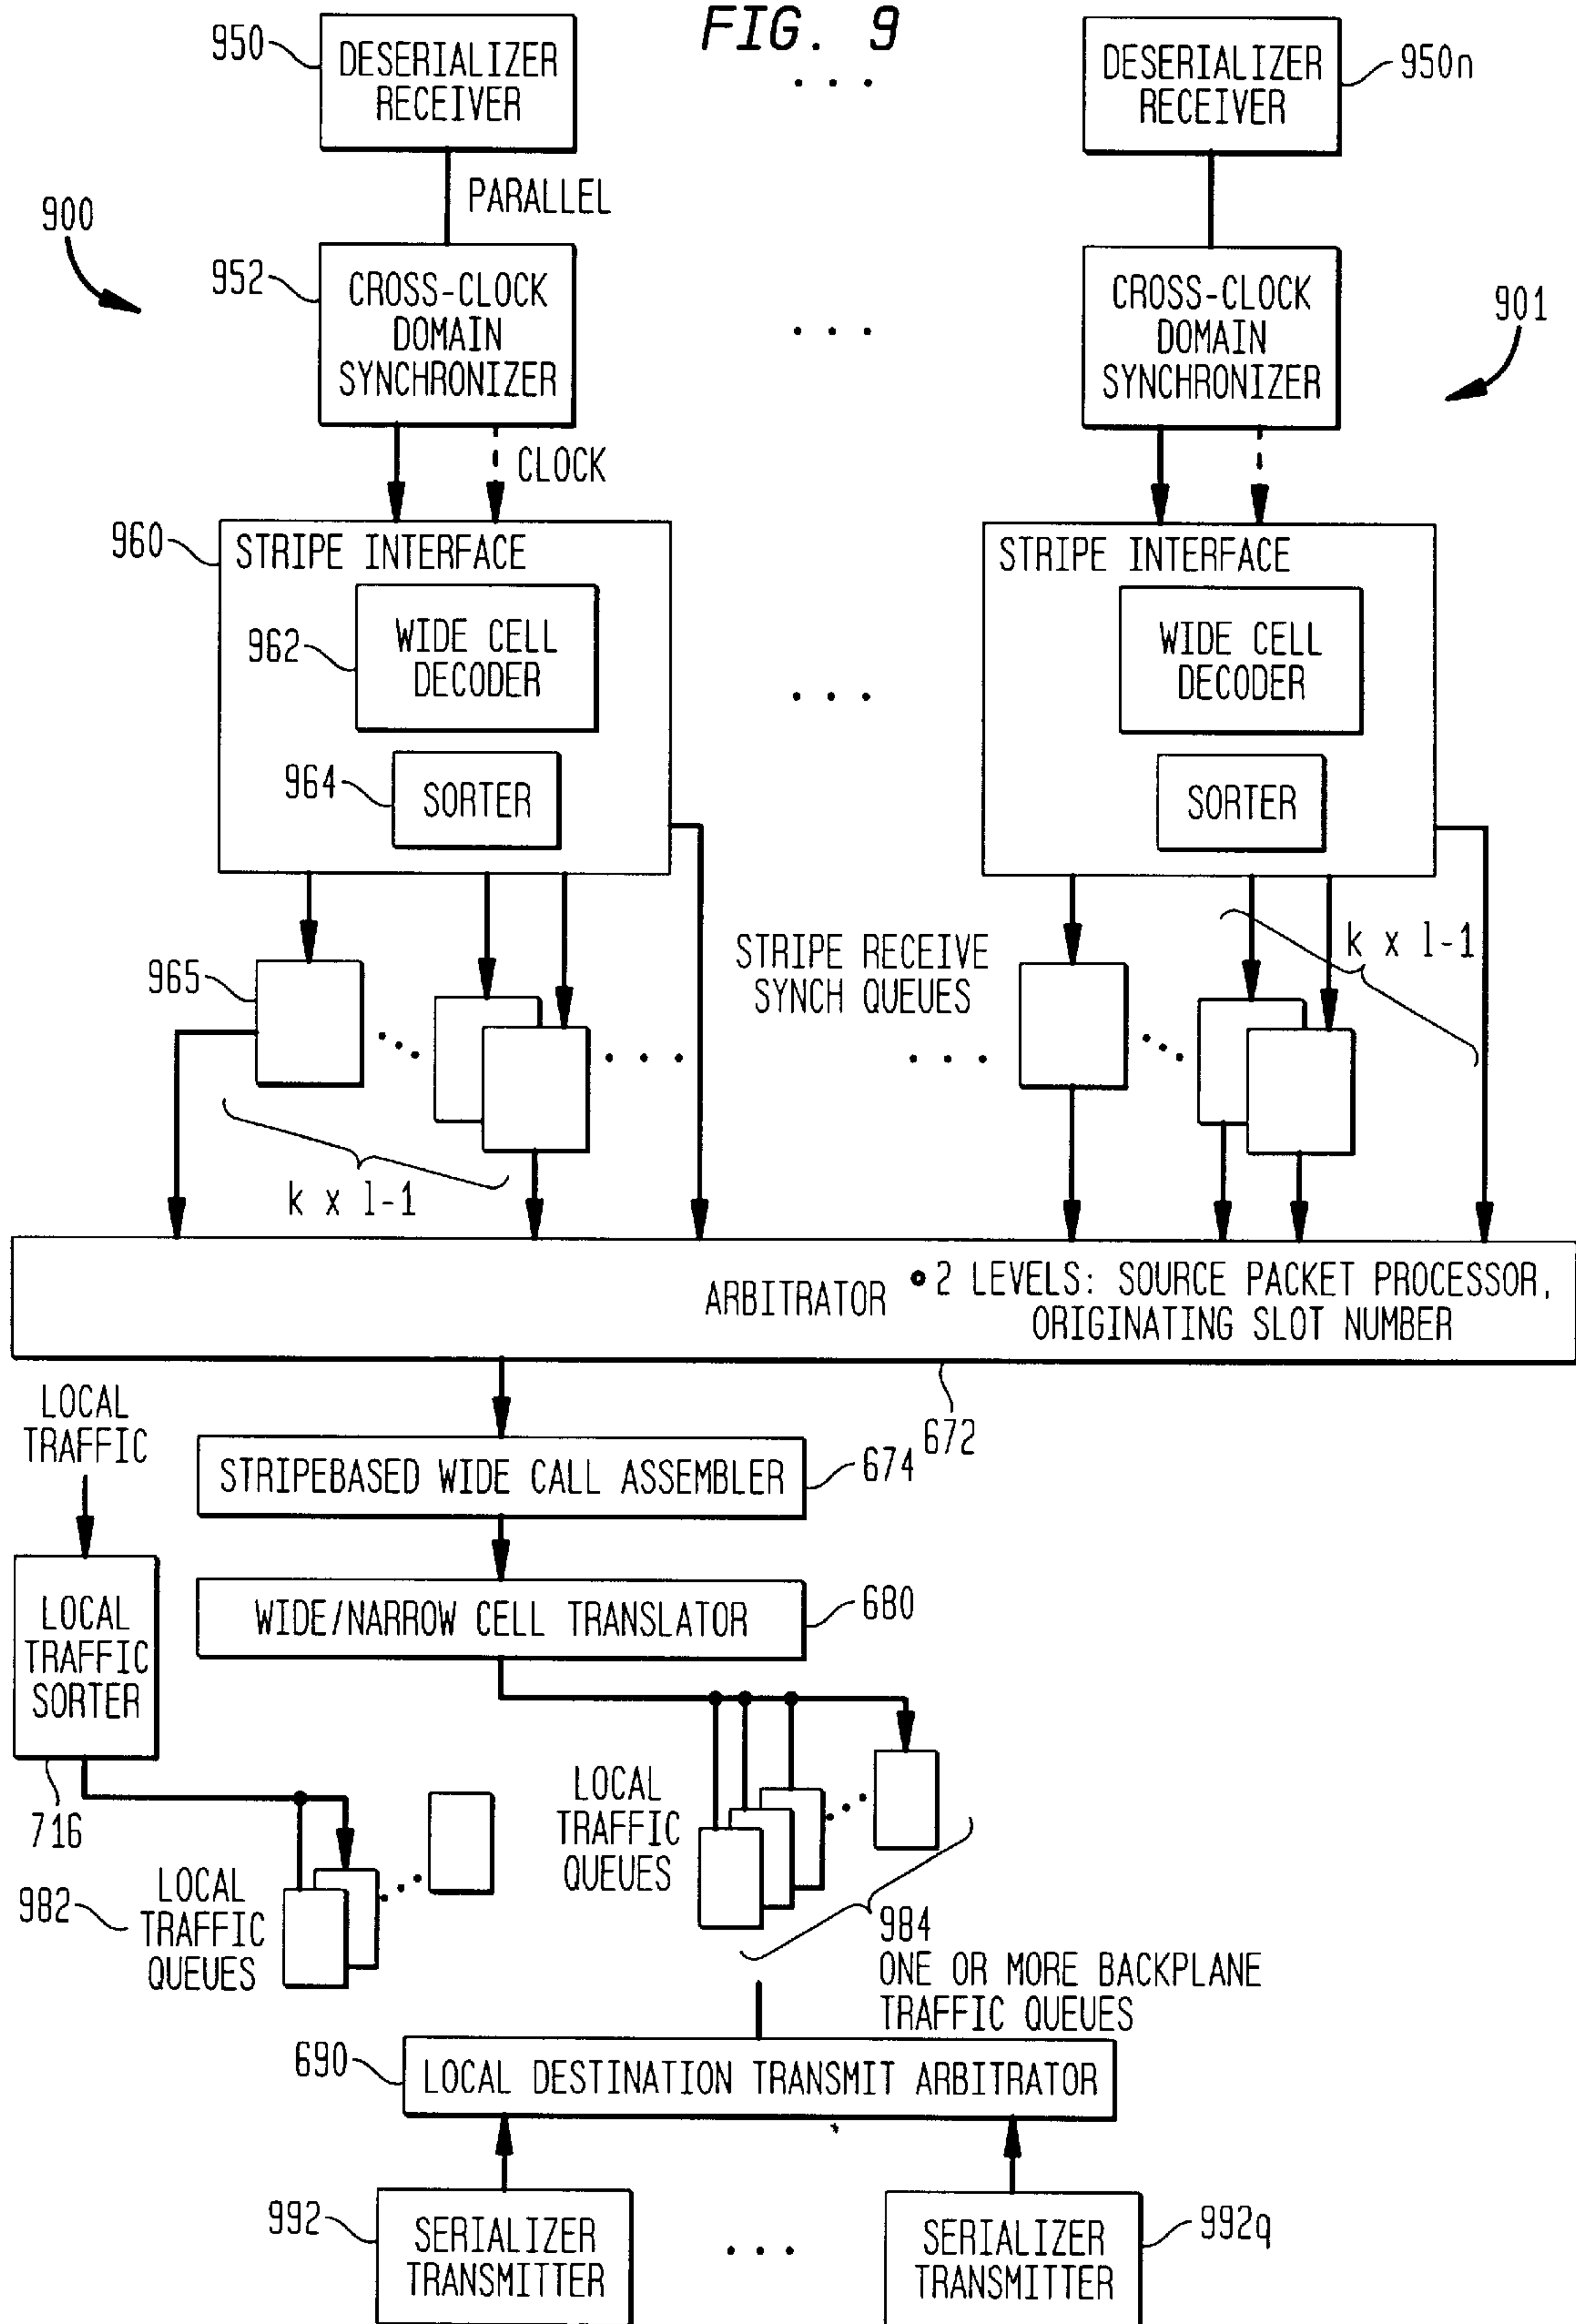 FIG. 9
950
DESERIALIZER
RECEIVER
. . .
DESERIALIZER
RECEIVER
950n
PARALLEL
900
952
CROSS-CLOCK
DOMAIN
SYNCHRONIZER
. . .
CROSS-CLOCK
DOMAIN
SYNCHRONIZER
901
CLOCK
960
STRIPE INTERFACE
962
WIDE CELL
DECODER
964
SORTER
. . .
STRIPE INTERFACE
WIDE CELL
DECODER
SORTER
965
STRIPE RECEIVE
SYNCH QUEUES
k x l-1
k x l-1
ARBITRATOR
• 2 LEVELS: SOURCE PACKET PROCESSOR,
ORIGINATING SLOT NUMBER
672
LOCAL
TRAFFIC
STRIPEBASED WIDE CALL ASSEMBLER
674
WIDE/NARROW CELL TRANSLATOR
680
LOCAL
TRAFFIC
SORTER
716
982
LOCAL
TRAFFIC
QUEUES
LOCAL
TRAFFIC
QUEUES
984
ONE OR MORE BACKPLANE
TRAFFIC QUEUES
690
LOCAL DESTINATION TRANSMIT ARBITRATOR
992
SERIALIZER
TRANSMITTER
. . .
SERIALIZER
TRANSMITTER
992q